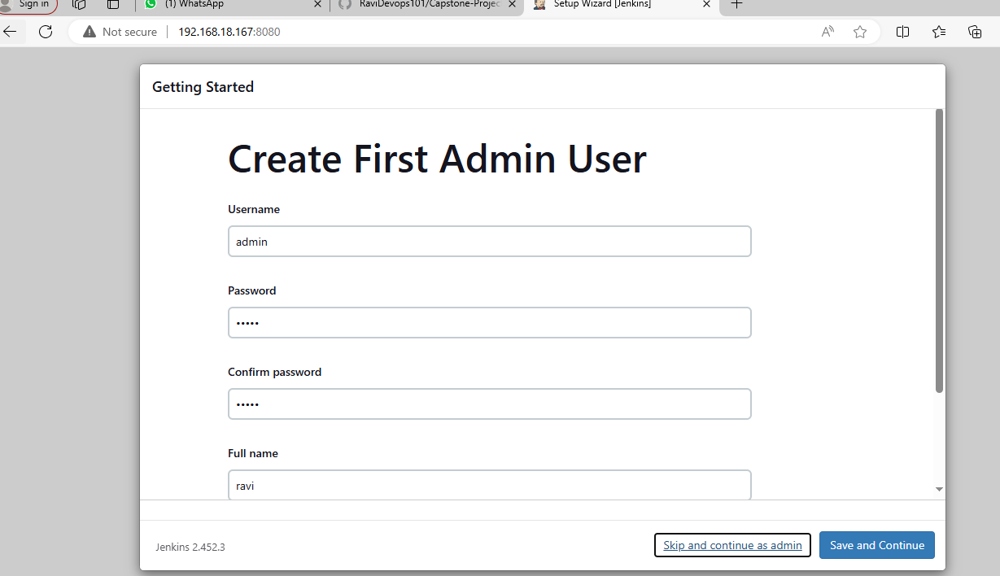 Sign in
(1) WhatsApp
RaviDevops101/Capstone-Projec
Setup Wizard [Jenkins]
Not secure
192.168.18.167:8080
Getting Started
Create First Admin User
Username
admin
Password
•••••
Confirm password
•••••
Full name
ravi
Jenkins 2.452.3
Skip and continue as admin
Save and Continue